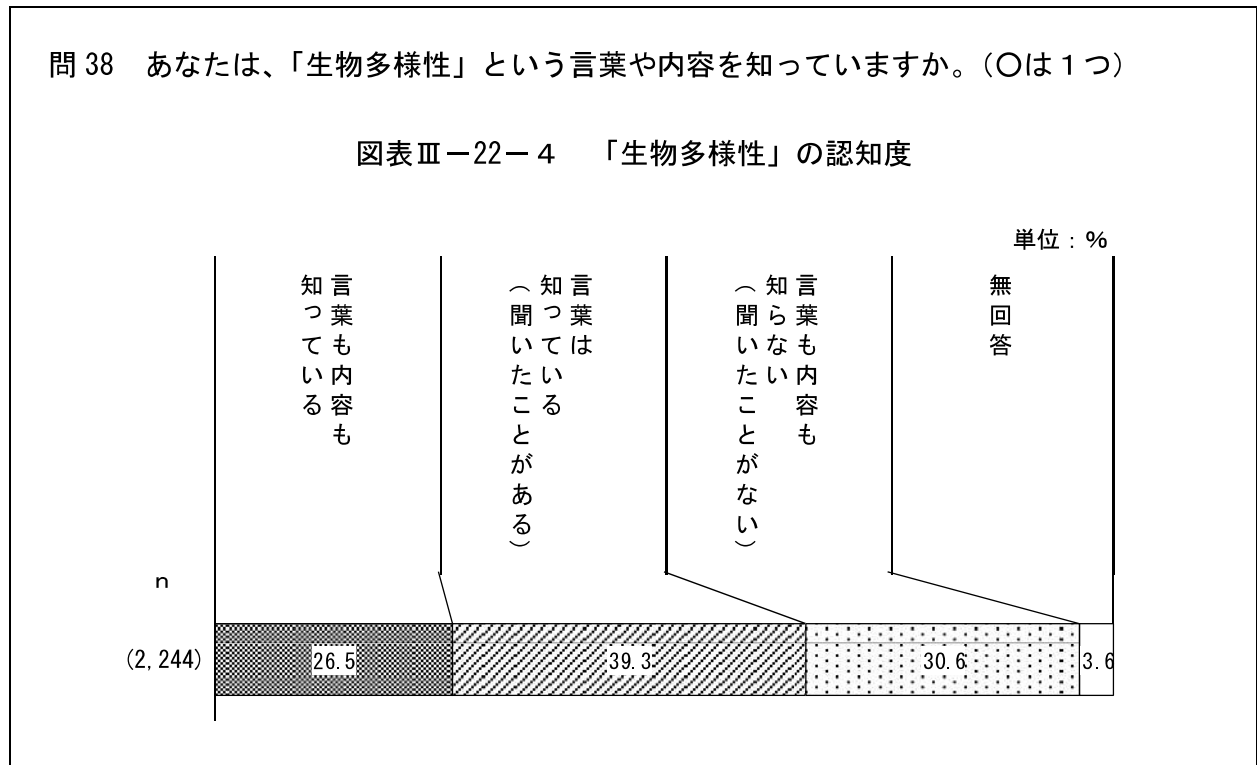 問38 あなたは、「生物多様性」という言葉や内容を知っていますか。(〇は1つ)
図表Ⅲ-22-4 「生物多様性」の認知度
単位:%
言葉も内容も
知っている
言葉は
知っている
(聞いたことがある)
言葉も内容も
知らない
(聞いたことがない)
無回答
n
(2,244)
26.5
39.3
30.6
3.6